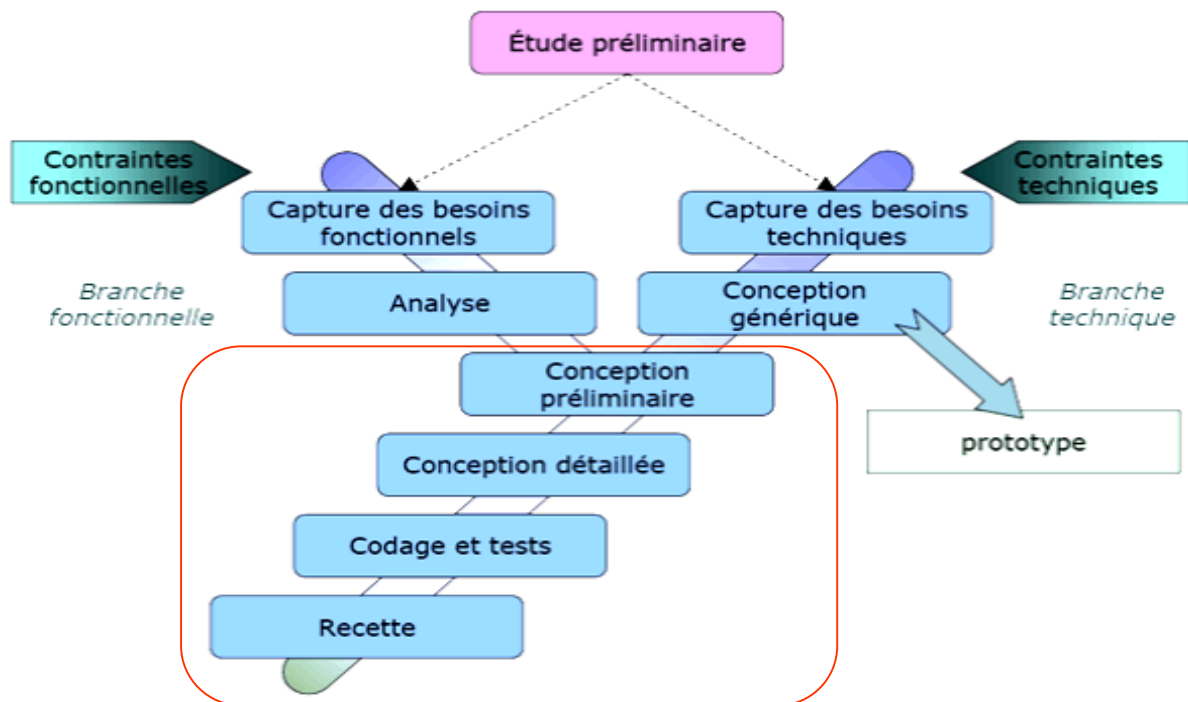 Étude préliminaire
Contraintes
fonctionnelles
Contraintes
techniques
Capture des besoins
fonctionnels
Capture des besoins
techniques
Branche
fonctionnelle
Analyse
Conception
générique
Branche
technique
Conception
préliminaire
prototype
Conception détaillée
Codage et tests
Recette